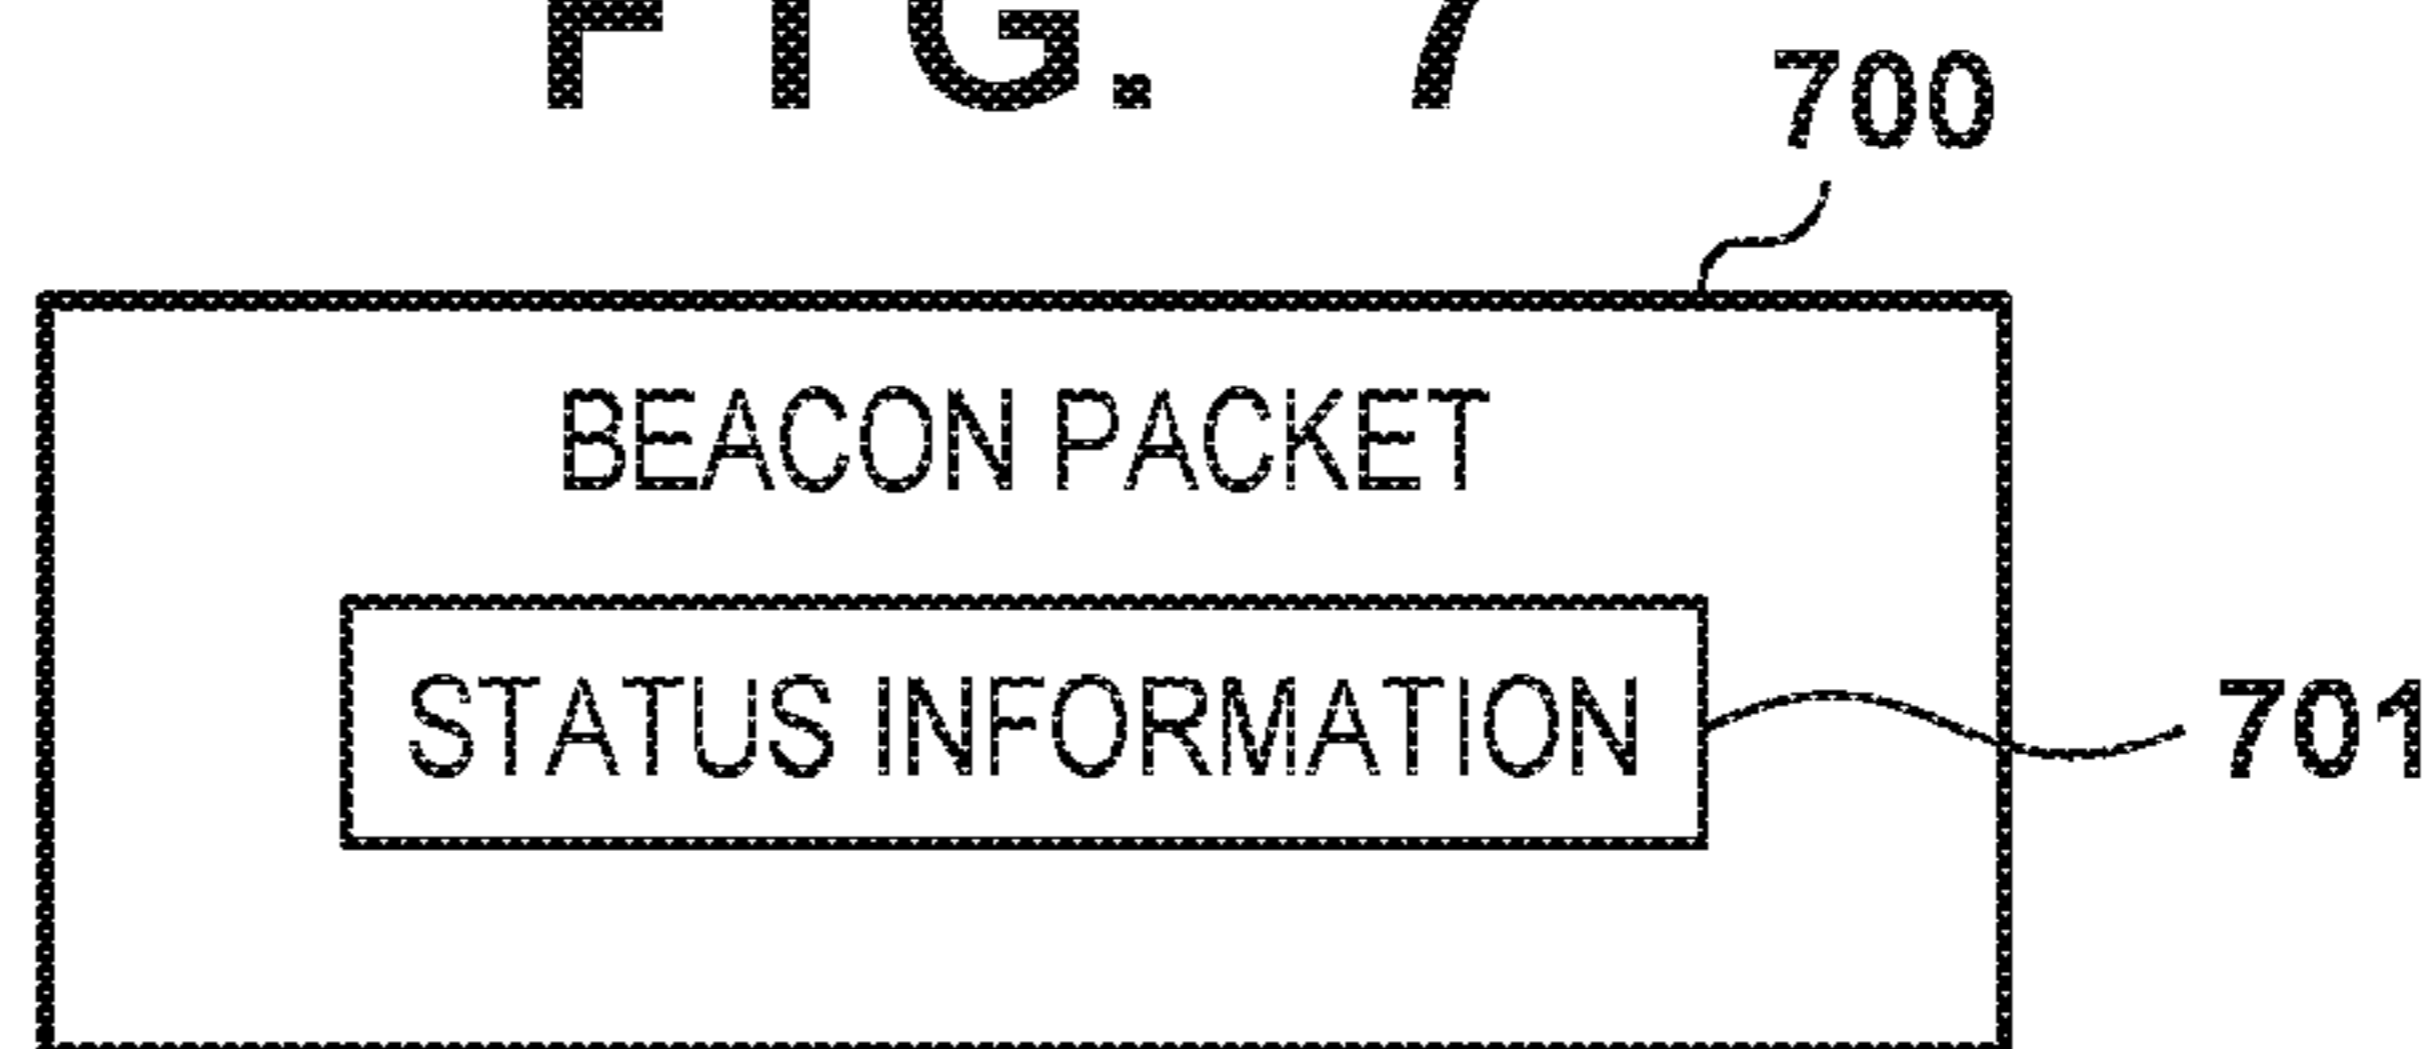 FIG. 7
700
BEACON PACKET
STATUS INFORMATION
701